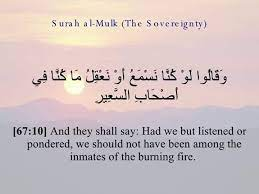 Surah al-Mulk (The Sovereignty)
وَقَالُوا لَوْ كُنَّا نَسْمَعُ أَوْ نَعْقِلُ مَا كُنَّا فِي
أَصْحَابِ السَّعِيرِ
[67:10] And they shall say: Had we but listened or
pondered, we should not have been among the
inmates of the burning fire.